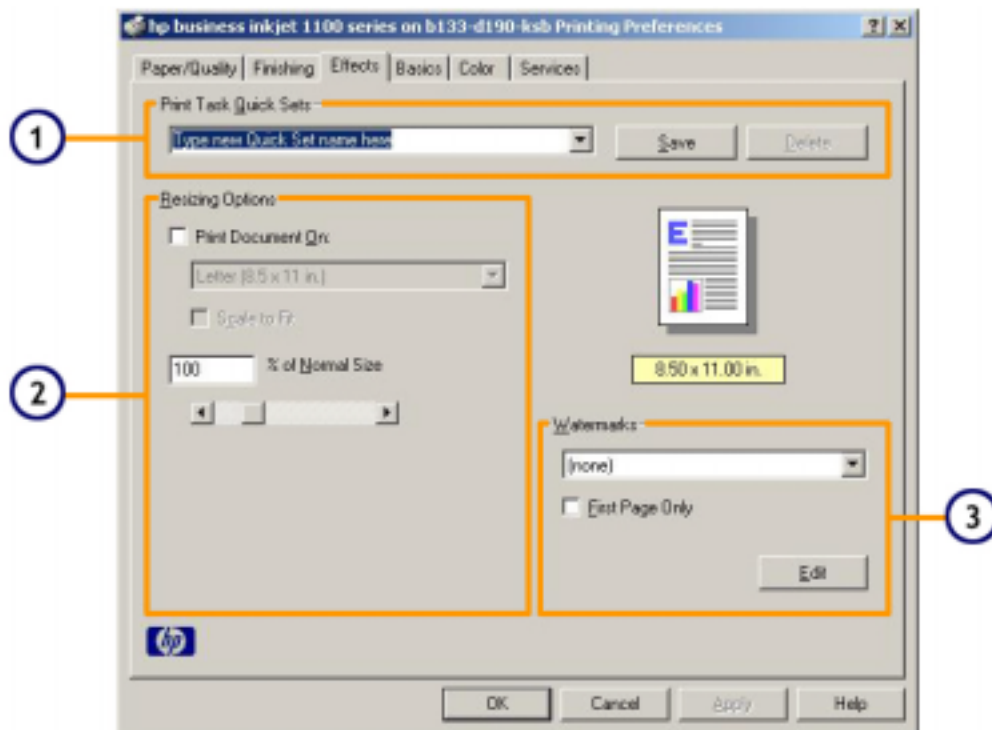 hp business inkjet 1100 series on b133-d190-ksb Printing Preferences
Paper/Quality Finishing Effects Basics Color Services
Print Task Quick Sets
1
Type new Quick Set name here Save Delete
Resizing Options
Print Document On:
E
Letter (8.5 x 11 in.)
Scale to Fit
100 % of Normal Size
8.50 x 11.00 in.
2
Watermarks
(none)
First Page Only
3
Edit
hp
OK Cancel Apply Help